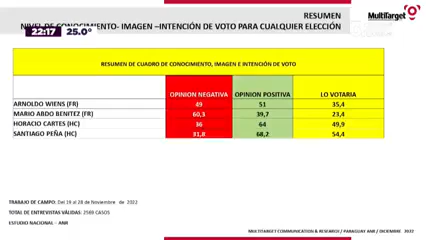 RESUMEN
MultiTarget
NIVEL DE CONOCIMIENTO- IMAGEN –INTENCIÓN DE VOTO PARA CUALQUIER ELECCIÓN
22:17 25.0°
RESUMEN DE CUADRO DE CONOCIMIENTO, IMAGEN E INTENCIÓN DE VOTO
OPINION NEGATIVA OPINION POSITIVA LO VOTARIA
ARNOLDO WIENS (FR) 49 51 35,4
MARIO ABDO BENITEZ (FR) 60,3 39,7 23,4
HORACIO CARTES (HC) 36 64 49,9
SANTIAGO PEÑA (HC) 31,8 68,2 54,4
TRABAJO DE CAMPO: Del 19 al 28 de Noviembre de 2022
TOTAL DE ENTREVISTAS VÁLIDAS: 2589 CASOS
ESTUDIO NACIONAL - ANR
MULTITARGET COMMUNICATION & RESEARCH / PARAGUAY ANR / DICIEMBRE 2022